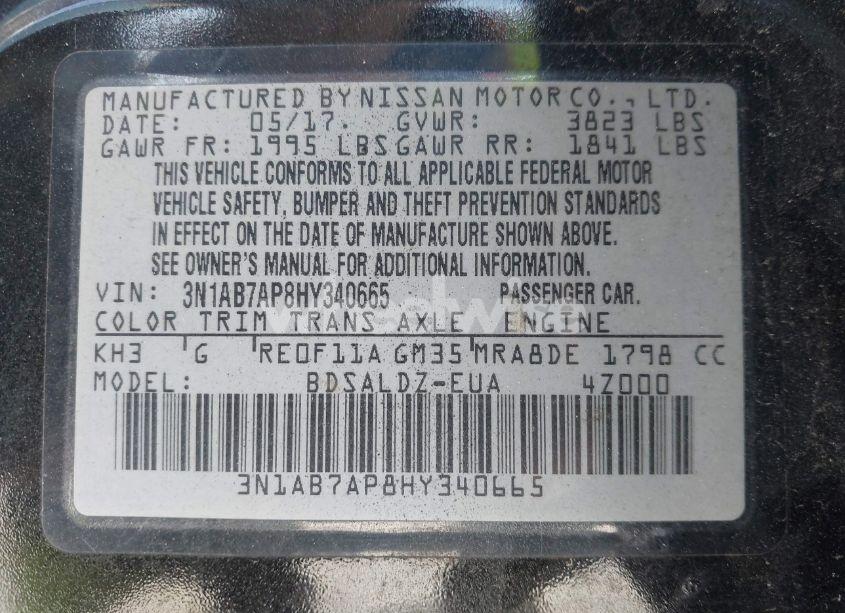 MANUFACTURED BY NISSAN MOTOR CO., LTD.
DATE: 05/17. GVWR: 3823 LBS
GAWR FR: 1995 LBS GAWR RR: 1841 LBS
THIS VEHICLE CONFORMS TO ALL APPLICABLE FEDERAL MOTOR
VEHICLE SAFETY, BUMPER AND THEFT PREVENTION STANDARDS
IN EFFECT ON THE DATE OF MANUFACTURE SHOWN ABOVE.
SEE OWNER'S MANUAL FOR ADDITIONAL INFORMATION.
VIN: 3N1AB7AP8HY340665 PASSENGER CAR.
COLOR TRIM TRANS AXLE ENGINE
KH3 G RE0F11A GM35 MRA8DE 1798 CC
MODEL: BDSALDZ-EUA 4Z000
3N1AB7AP8HY340665